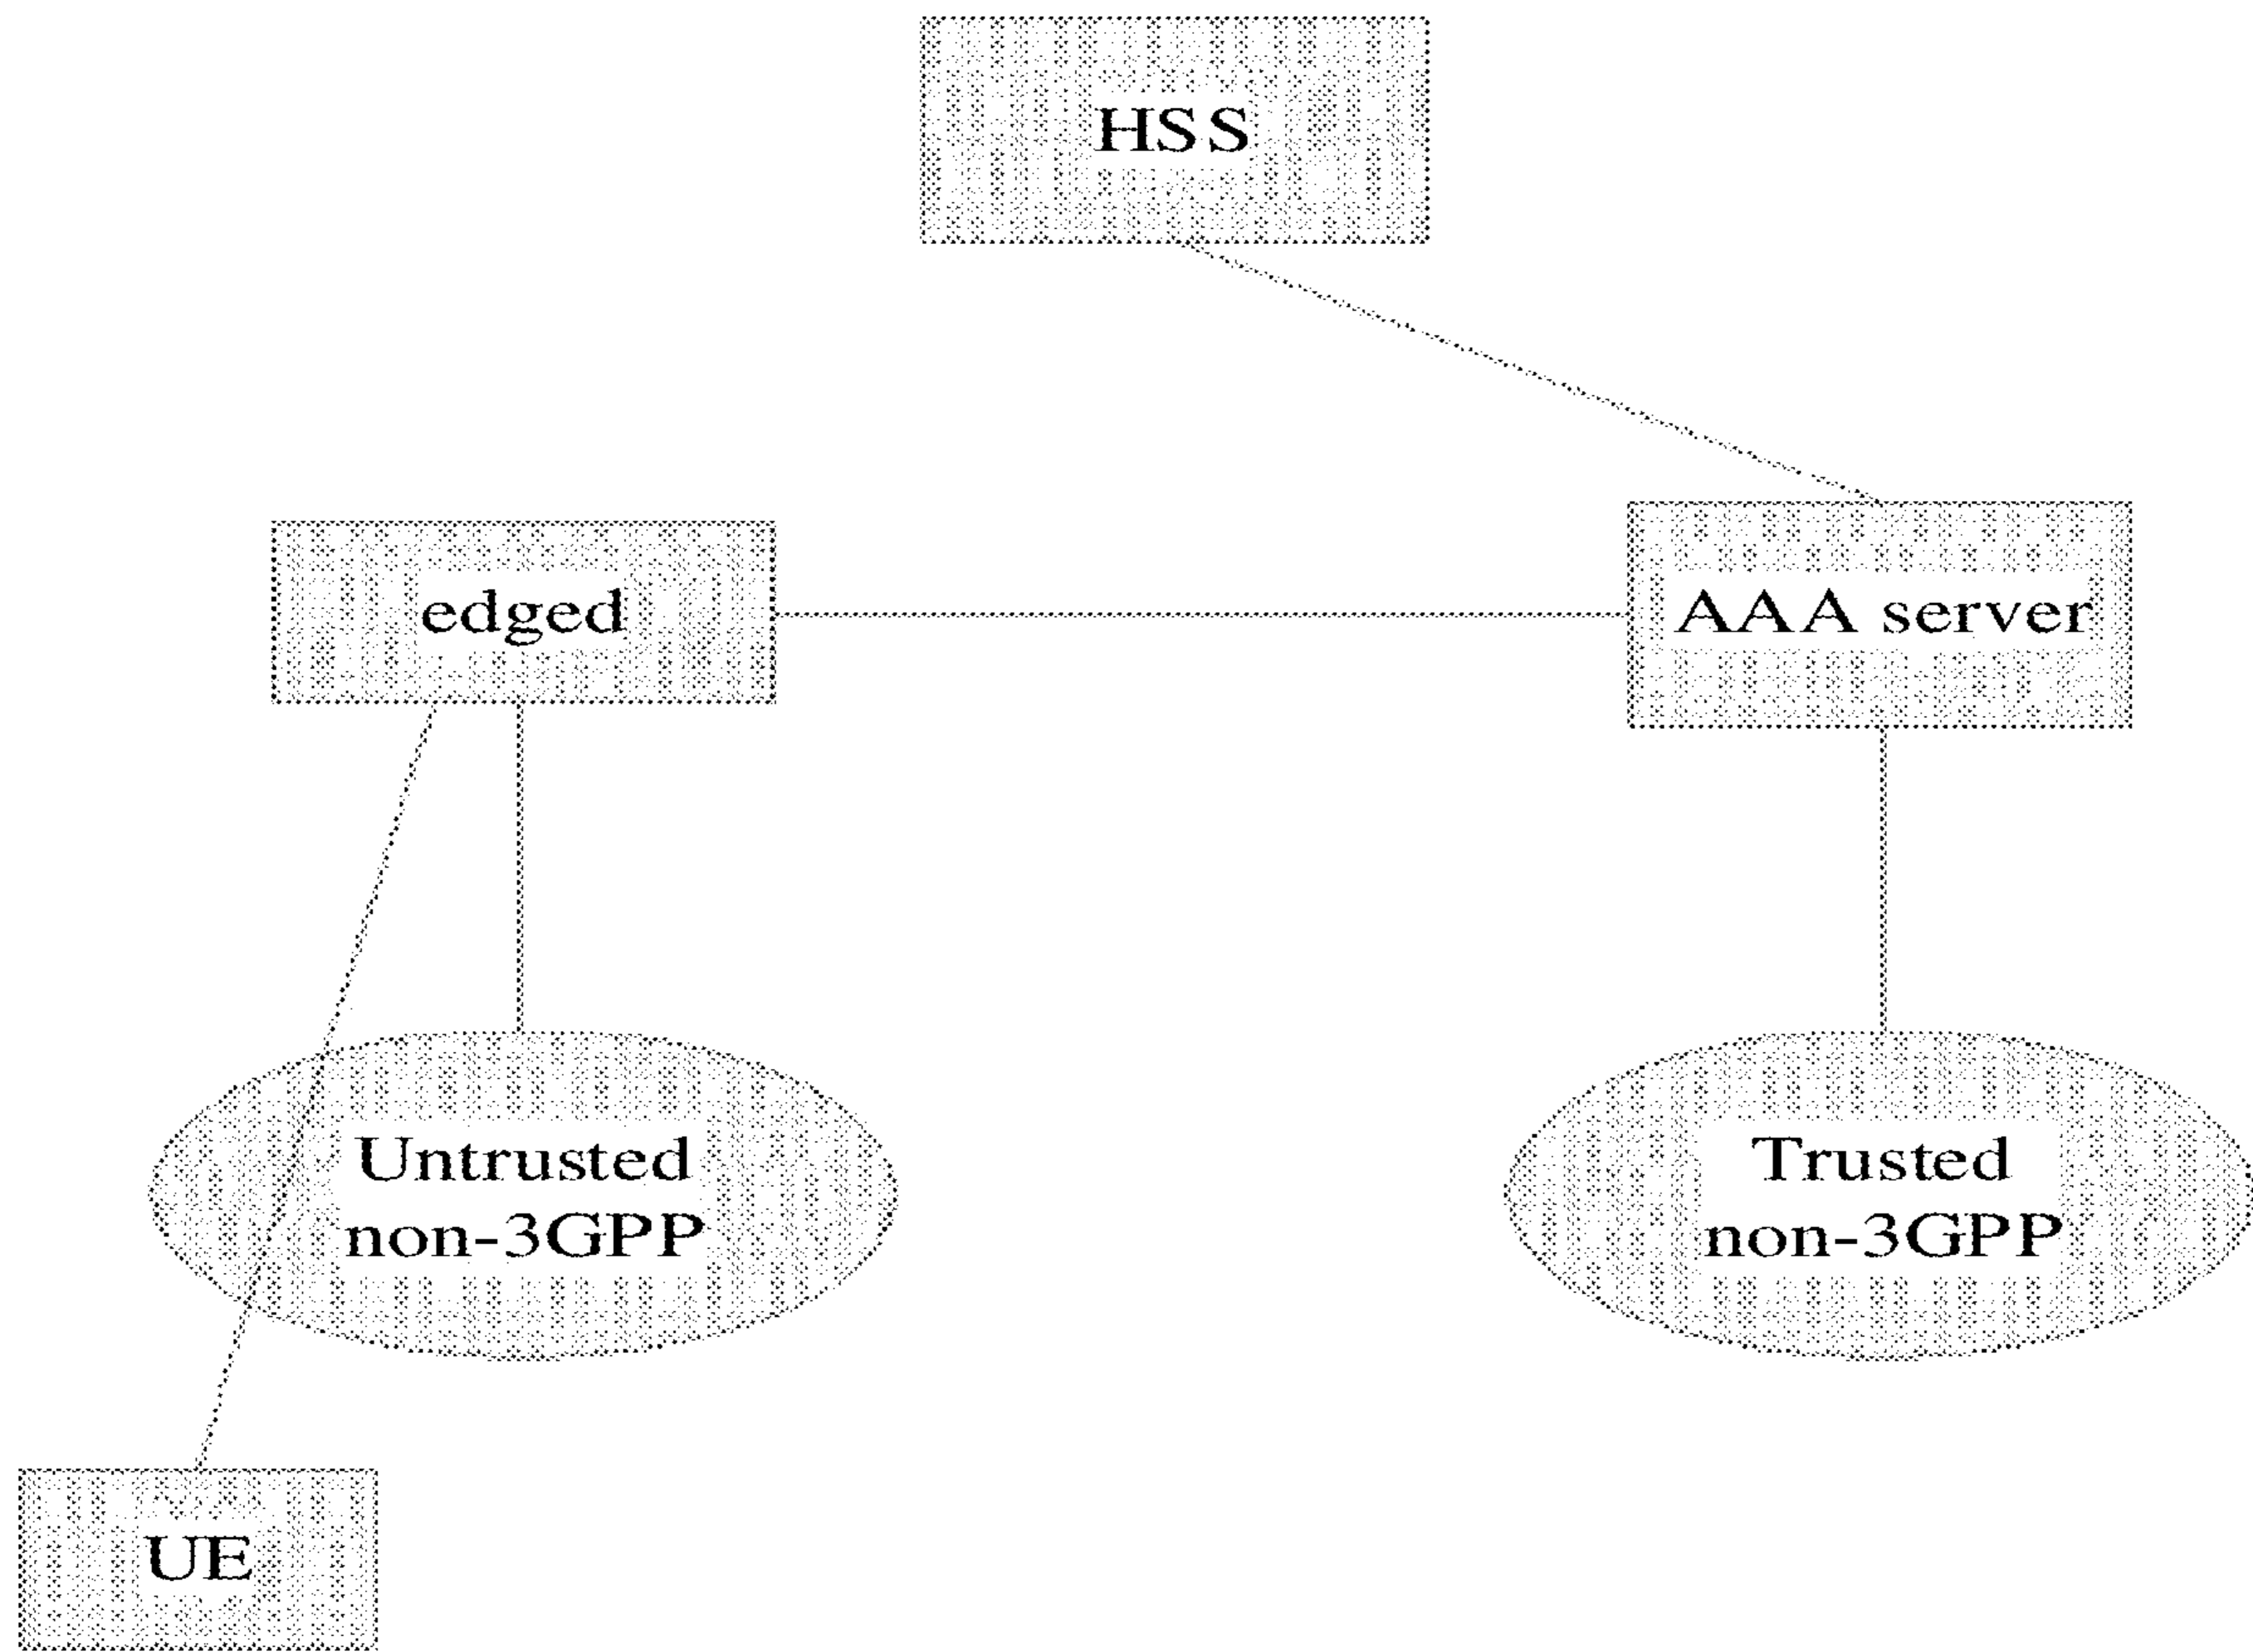 HSS
edged
AAA server
Untrusted
non-3GPP
Trusted
non-3GPP
UE